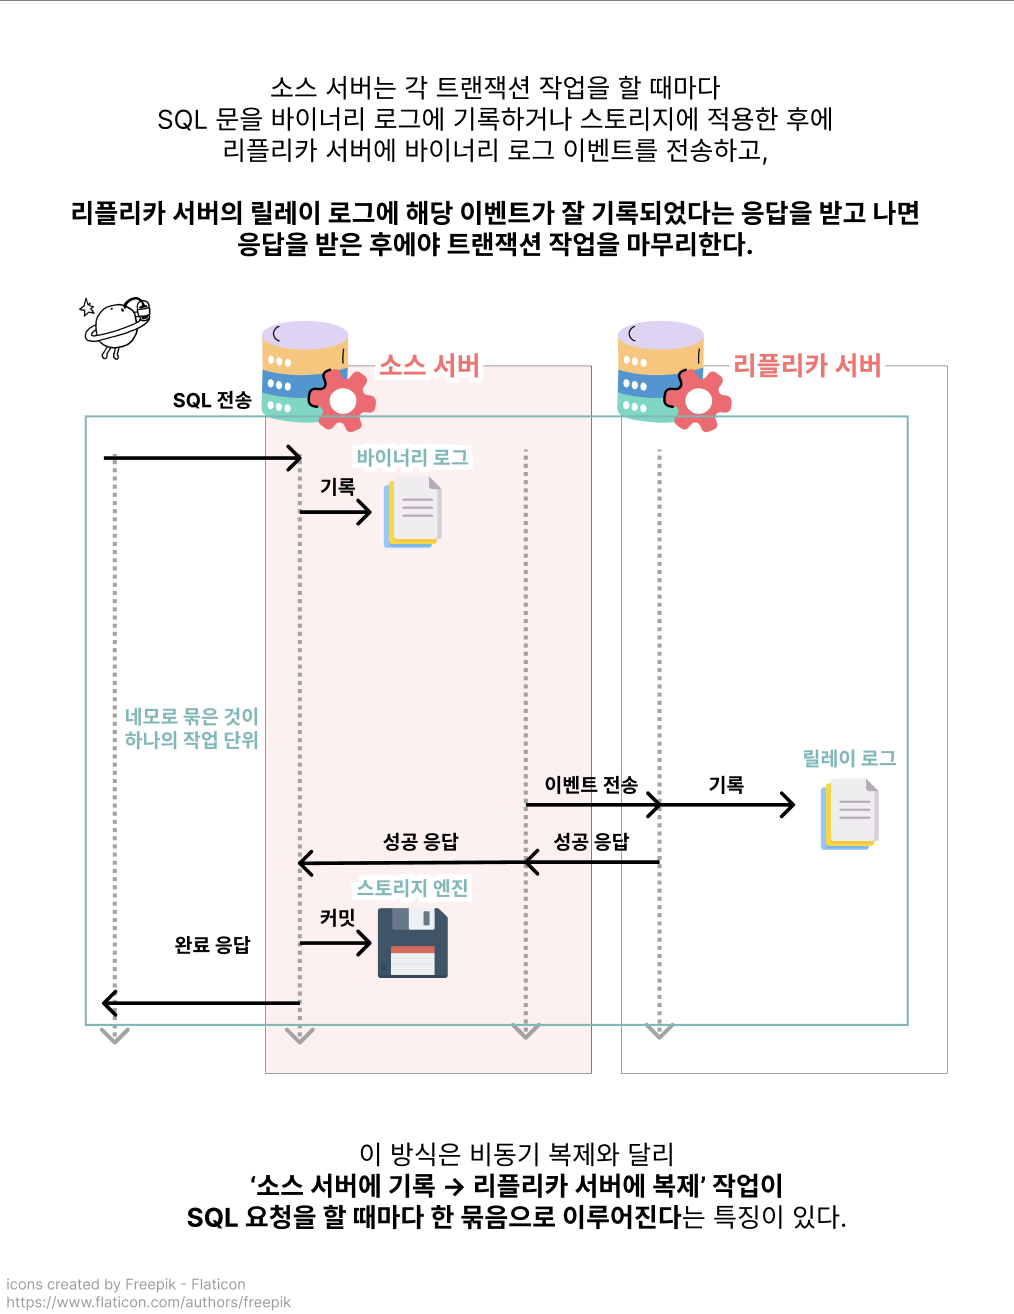 소스 서버는 각 트랜잭션 작업을 할 때마다
SQL 문을 바이너리 로그에 기록하거나 스토리지에 적용한 후에
리플리카 서버에 바이너리 로그 이벤트를 전송하고,
리플리카 서버의 릴레이 로그에 해당 이벤트가 잘 기록되었다는 응답을 받고 나면
응답을 받은 후에야 트랜잭션 작업을 마무리한다.
소스 서버
리플리카 서버
SQL 전송
바이너리 로그
기록
네모로 묶은 것이
하나의 작업 단위
릴레이 로그
이벤트 전송
기록
성공 응답
성공 응답
스토리지 엔진
커밋
완료 응답
이 방식은 비동기 복제와 달리
‘소스 서버에 기록 → 리플리카 서버에 복제’ 작업이
SQL 요청을 할 때마다 한 묶음으로 이루어진다는 특징이 있다.
icons created by Freepik - Flaticon
https://www.flaticon.com/authors/freepik